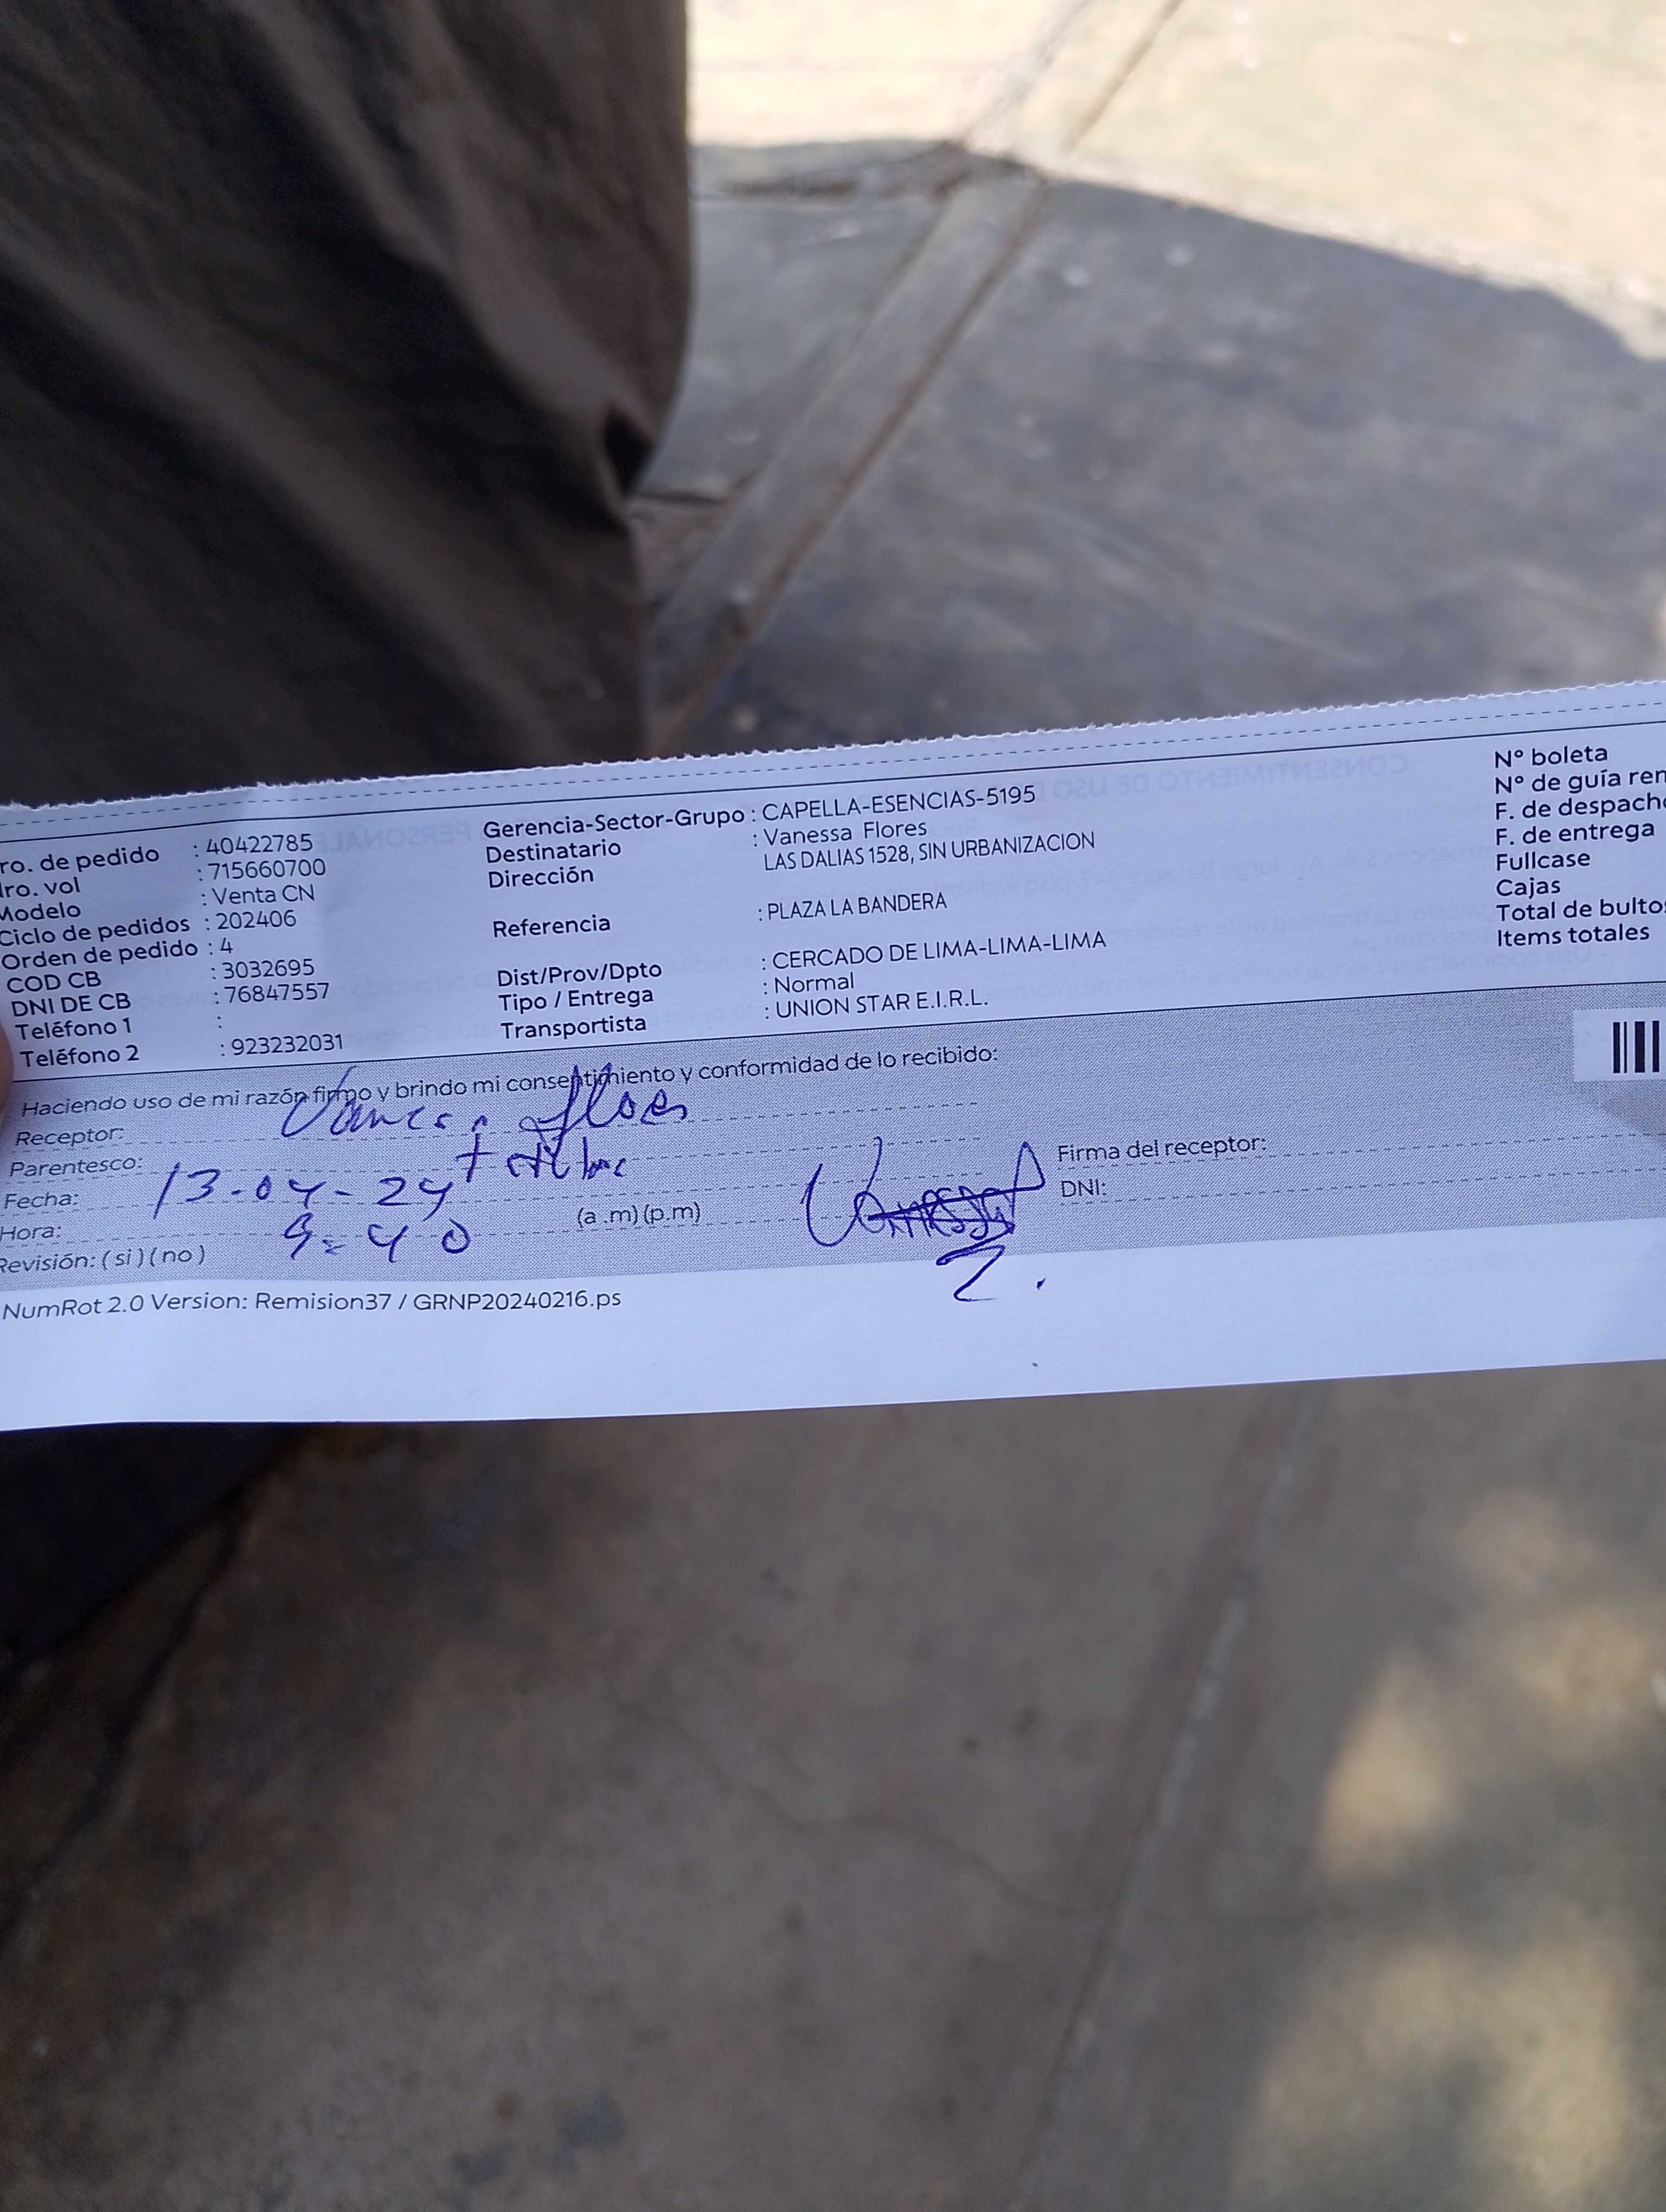 ro. de pedido : 40422785
ro. vol : 715660700
Modelo : Venta CN
Ciclo de pedidos : 202406
Orden de pedido : 4
COD CB : 3032695
DNI DE CB : 76847557
Teléfono 1 :
Teléfono 2 : 923232031
Gerencia-Sector-Grupo : CAPELLA-ESENCIAS-5195
Destinatario : Vanessa Flores
Dirección LAS DALIAS 1528, SIN URBANIZACION
Referencia : PLAZA LA BANDERA
Dist/Prov/Dpto : CERCADO DE LIMA-LIMA-LIMA
Tipo / Entrega : Normal
Transportista : UNION STAR E.I.R.L.
N° boleta
N° de guía ren
F. de despach
F. de entrega
Fullcase
Cajas
Total de bulto
Items totales
Haciendo uso de mi razón firmo y brindo mi consentimiento y conformidad de lo recibido:
Receptor:
Parentesco:
Fecha: 13-04-24
Hora: 9:40 (a .m) (p.m)
Revisión: ( si ) ( no )
Firma del receptor:
DNI:
NumRot 2.0 Version: Remision37 / GRNP20240216.ps